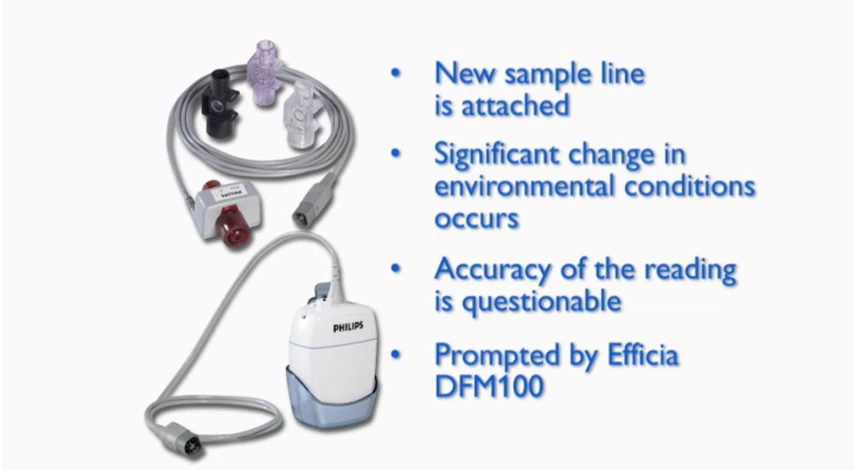 • New sample line
is attached
• Significant change in
environmental conditions
occurs
• Accuracy of the reading
is questionable
• Prompted by Efficia
DFM100
PHILIPS
PHILIPS